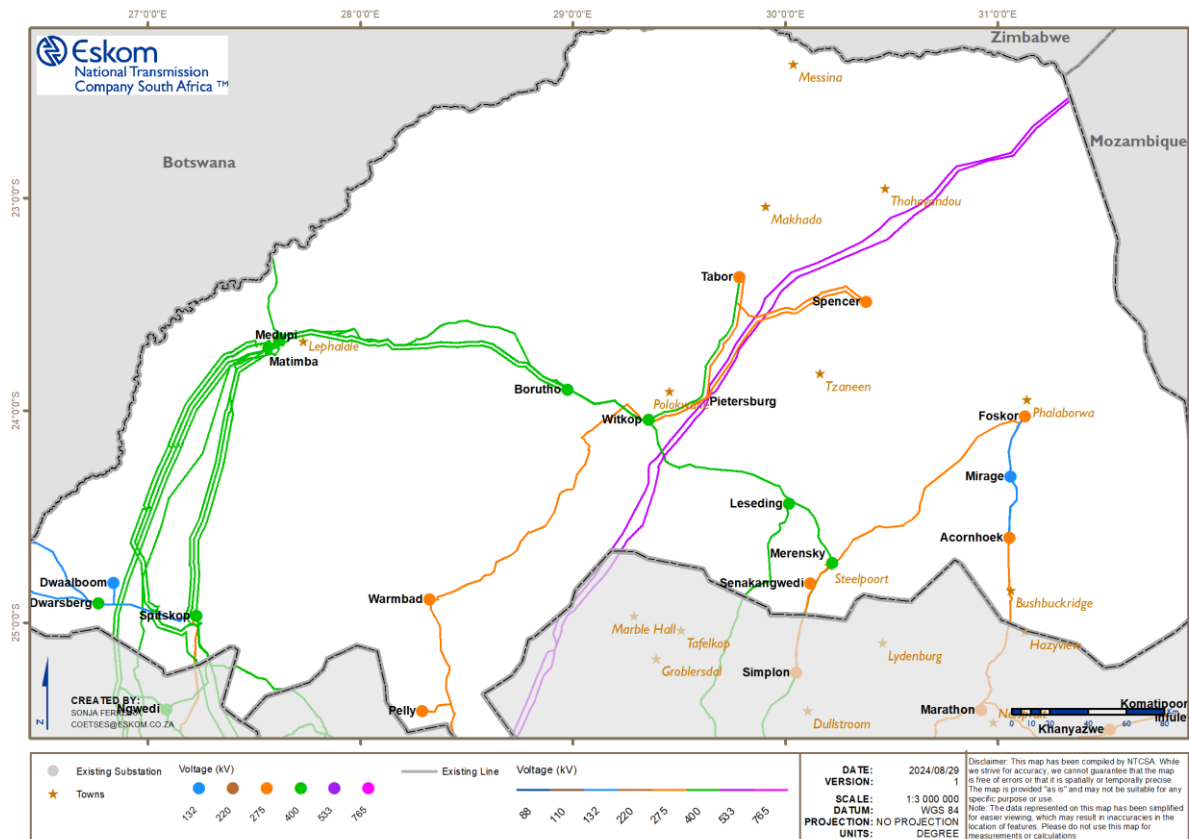 27°0'0"E
28°0'0"E
29°0'0"E
30°0'0"E
31°0'0"E
Eskom
National Transmission
Company South Africa ™
Zimbabwe
Messina
Mozambique
Botswana
23°0'0"S
Thohoyandou
Makhado
Tabor
Spencer
Medupi
Lephalale
Matimba
Tzaneen
Borutho
Polokwane
Pietersburg
24°0'0"S
Witkop
Foskor
Phalaborwa
Mirage
Leseding
Acornhoek
Merensky
Steelpoort
Senakangwedi
Dwaalboom
Dwarsberg
Warmbad
Bushbuckridge
Spitskop
25°0'0"S
Marble Hall
Tafelkop
Hazyview
Lydenburg
Groblersdal
Simplon
CREATED BY:
SONJA FERREIRA
COETSES@ESKOM.CO.ZA
Ngwedi
Pelly
Dullstroom
Marathon
Nelspruit
Komatipoort
Khanyazwe
Z
Km
Existing Substation
Towns
Voltage (kV)
132 220 275 400 533 765
Existing Line
Voltage (kV)
88 110 132 220 275 400 533 765
DATE: 2024/08/29
VERSION: 1
SCALE: 1:3 000 000
DATUM: WGS 84
PROJECTION: NO PROJECTION
UNITS: DEGREE
Disclaimer: This map has been compiled by NTCSA. While
we strive for accuracy, we cannot guarantee that the map
is free of errors or that it is spatially or temporally precise.
The map is provided "as is" and may not be suitable for any
specific purpose or use.
Note: The data represented on this map has been simplified
for easier viewing, which may result in inaccuracies in the
location of features. Please do not use this map for
measurements or calculations